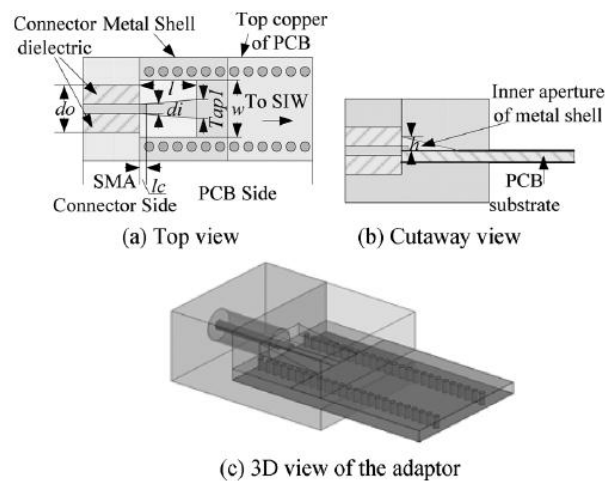 Connector Metal Shell
dielectric
Top copper
of PCB
l
do
di
Tap1
w
To SIW
SMA
Connector Side
lc
PCB Side
(a) Top view
h
Inner aperture
of metal shell
PCB
substrate
(b) Cutaway view
(c) 3D view of the adaptor